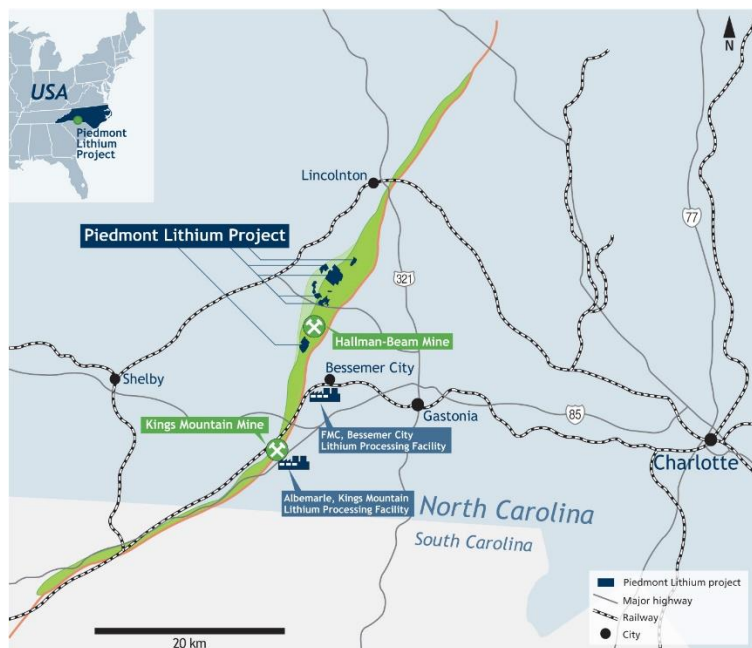 USA
Piedmont
Lithium
Project
N
Lincolnton
77
Piedmont Lithium Project
321
Hallman-Beam Mine
Shelby
Bessemer City
Kings Mountain Mine
Gastonia
85
FMC, Bessemer City
Lithium Processing Facility
Charlotte
Albemarle, Kings Mountain
Lithium Processing Facility
North Carolina
South Carolina
Piedmont Lithium project
Major highway
Railway
City
20 km